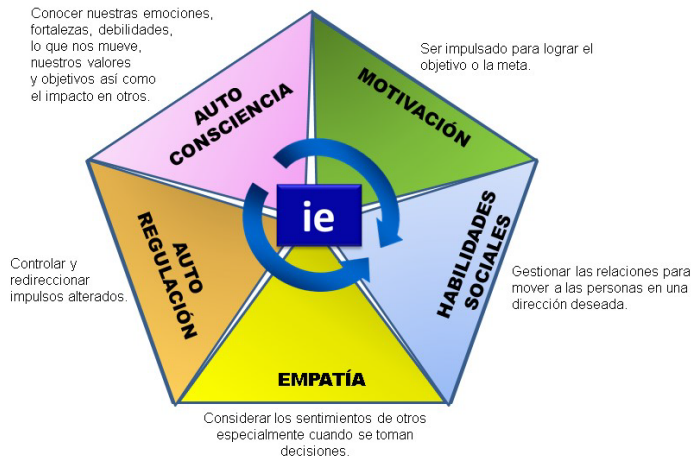 Conocer nuestras emociones,
fortalezas, debilidades,
lo que nos mueve,
nuestros valores
y objetivos así como
el impacto en otros.
AUTO
CONSCIENCIA
Ser impulsado para lograr el
objetivo o la meta.
MOTIVACIÓN
ie
AUTO
REGULACIÓN
Controlar y
redireccionar
impulsos alterados.
HABILIDADES
SOCIALES
Gestionar las relaciones para
mover a las personas en una
dirección deseada.
EMPATÍA
Considerar los sentimientos de otros
especialmente cuando se toman
decisiones.